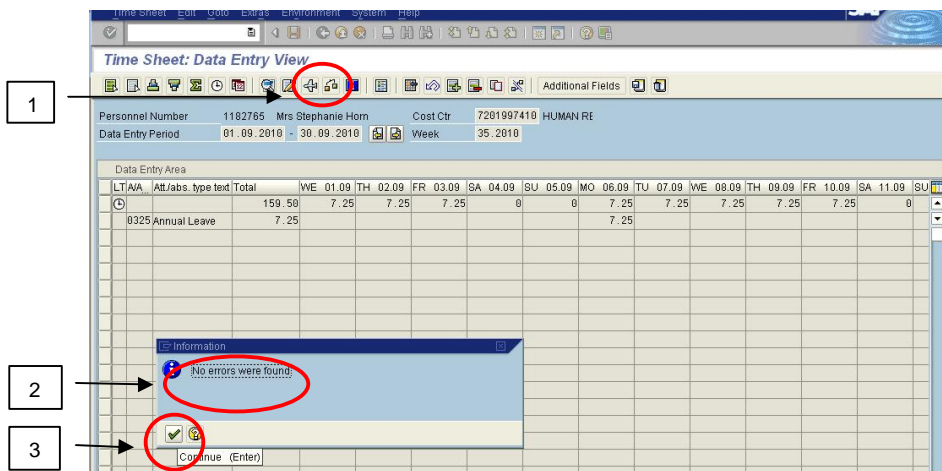 Time Sheet Edit Goto Extras Environment System Help
Time Sheet: Data Entry View
Additional Fields
1
Personnel Number 1182765 Mrs Stephanie Horn Cost Ctr 7201997410 HUMAN RE
Data Entry Period 01.09.2010 - 30.09.2010 Week 35.2010
Data Entry Area
LT A/A Att./abs. type text Total WE 01.09 TH 02.09 FR 03.09 SA 04.09 SU 05.09 MO 06.09 TU 07.09 WE 08.09 TH 09.09 FR 10.09 SA 11.09 SU
159.50 7.25 7.25 7.25 0 0 7.25 7.25 7.25 7.25 7.25 0
0325 Annual Leave 7.25 7.25
Information
No errors were found
2
3
Continue (Enter)